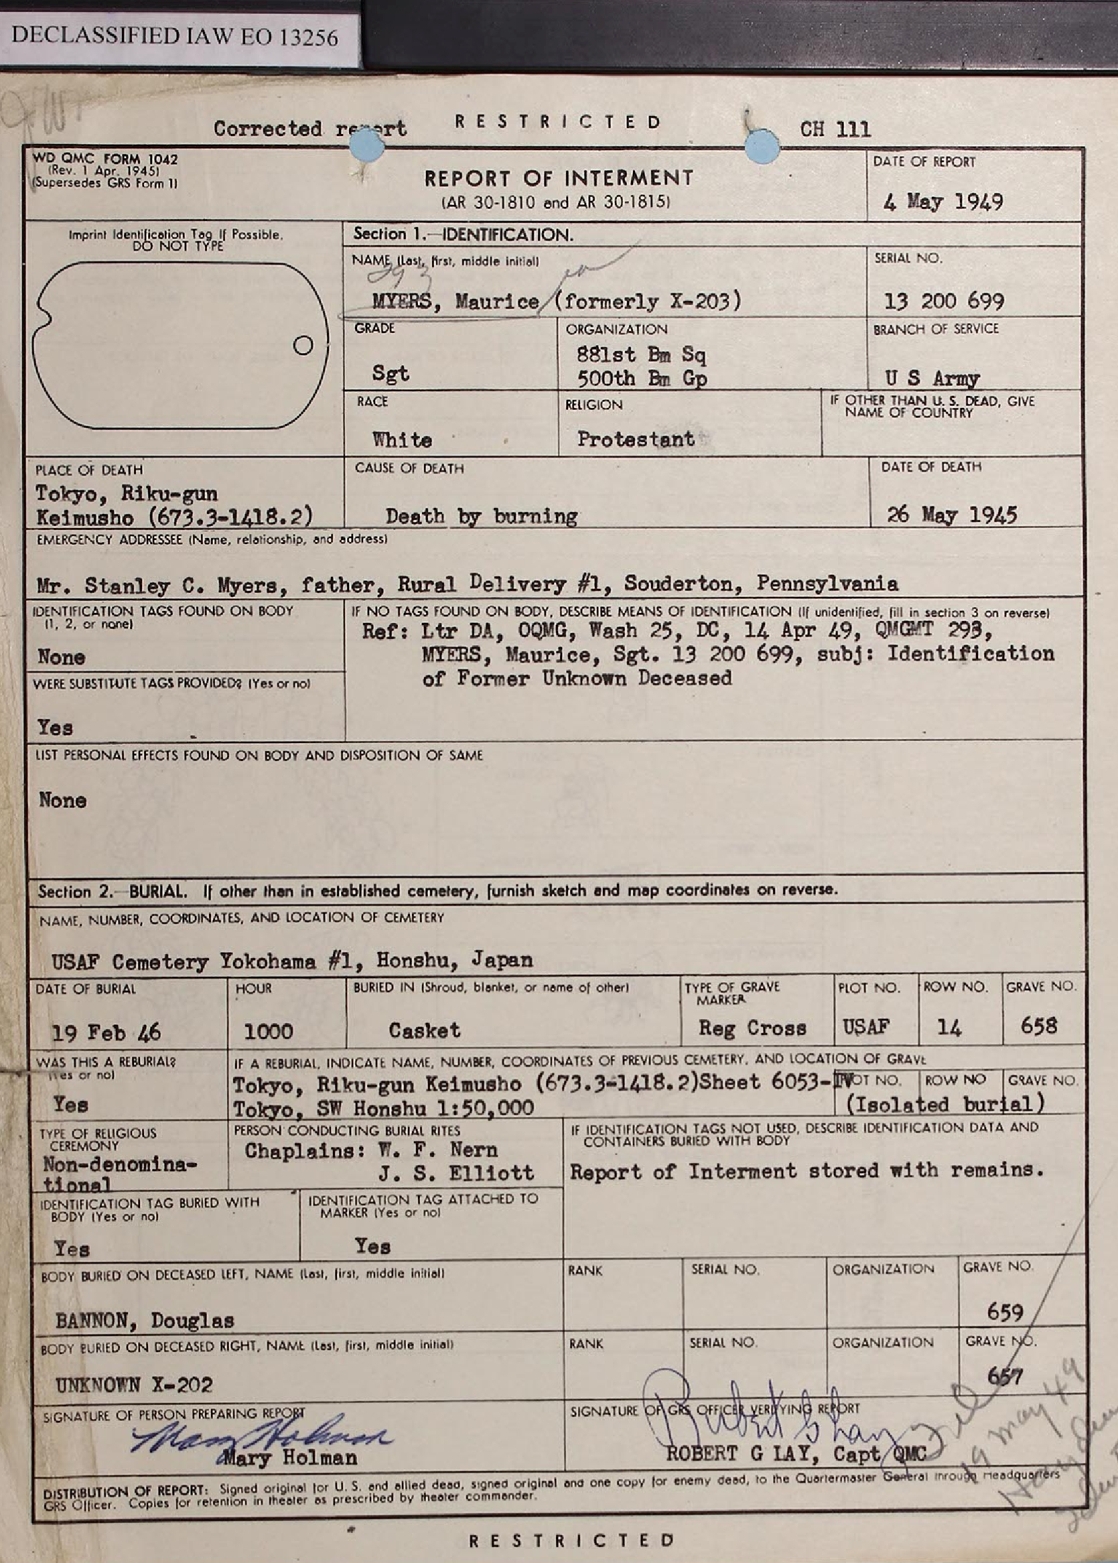 DECLASSIFIED IAW EO 13256
Corrected report RESTRICTED CH 111
WD QMC FORM 1042
(Rev. 1 Apr. 1945)
(Supersedes GRS Form 1)
REPORT OF INTERMENT
(AR 30-1810 and AR 30-1815)
DATE OF REPORT
4 May 1949
Imprint Identification Tag If Possible.
DO NOT TYPE
Section 1.—IDENTIFICATION.
NAME (Last, first, middle initial)
293
MYERS, Maurice (formerly X-203)
SERIAL NO.
13 200 699
GRADE
Sgt
ORGANIZATION
881st Bm Sq
500th Bm Gp
BRANCH OF SERVICE
U S Army
RACE
White
RELIGION
Protestant
IF OTHER THAN U. S. DEAD, GIVE
NAME OF COUNTRY
PLACE OF DEATH
Tokyo, Riku-gun
Keimusho (673.3-1418.2)
CAUSE OF DEATH
Death by burning
DATE OF DEATH
26 May 1945
EMERGENCY ADDRESSEE (Name, relationship, and address)
Mr. Stanley C. Myers, father, Rural Delivery #1, Souderton, Pennsylvania
IDENTIFICATION TAGS FOUND ON BODY
(1, 2, or none)
None
WERE SUBSTITUTE TAGS PROVIDED? (Yes or no)
Yes
IF NO TAGS FOUND ON BODY, DESCRIBE MEANS OF IDENTIFICATION (If unidentified, fill in section 3 on reverse)
Ref: Ltr DA, OQMG, Wash 25, DC, 14 Apr 49, QMGMT 293,
MYERS, Maurice, Sgt. 13 200 699, subj: Identification
of Former Unknown Deceased
LIST PERSONAL EFFECTS FOUND ON BODY AND DISPOSITION OF SAME
None
Section 2.—BURIAL. If other than in established cemetery, furnish sketch and map coordinates on reverse.
NAME, NUMBER, COORDINATES, AND LOCATION OF CEMETERY
USAF Cemetery Yokohama #1, Honshu, Japan
DATE OF BURIAL
19 Feb 46
HOUR
1000
BURIED IN (Shroud, blanket, or name of other)
Casket
TYPE OF GRAVE
MARKER
Reg Cross
PLOT NO.
USAF
ROW NO.
14
GRAVE NO.
658
WAS THIS A REBURIAL?
(Yes or no)
Yes
IF A REBURIAL, INDICATE NAME, NUMBER, COORDINATES OF PREVIOUS CEMETERY, AND LOCATION OF GRAVE
Tokyo, Riku-gun Keimusho (673.3-1418.2)Sheet 6053-IV
Tokyo, SW Honshu 1:50,000
PLOT NO. ROW NO GRAVE NO.
(Isolated burial)
TYPE OF RELIGIOUS
CEREMONY
Non-denomina-
tional
PERSON CONDUCTING BURIAL RITES
Chaplains: W. F. Nern
J. S. Elliott
IF IDENTIFICATION TAGS NOT USED, DESCRIBE IDENTIFICATION DATA AND
CONTAINERS BURIED WITH BODY
Report of Interment stored with remains.
IDENTIFICATION TAG BURIED WITH
BODY (Yes or no)
Yes
IDENTIFICATION TAG ATTACHED TO
MARKER (Yes or no)
Yes
BODY BURIED ON DECEASED LEFT, NAME (Last, first, middle initial)
BANNON, Douglas
RANK
SERIAL NO.
ORGANIZATION
GRAVE NO.
659
BODY BURIED ON DECEASED RIGHT, NAME (Last, first, middle initial)
UNKNOWN X-202
RANK
SERIAL NO.
ORGANIZATION
GRAVE NO.
657
SIGNATURE OF PERSON PREPARING REPORT
Mary Holman
Mary Holman
SIGNATURE OF GRS OFFICER VERIFYING REPORT
Robert G Lay
ROBERT G LAY, Capt QMC
File
19 May 49
DISTRIBUTION OF REPORT: Signed original for U. S. and allied dead, signed original and one copy for enemy dead, to the Quartermaster General through Headquarters
GRS Officer. Copies for retention in theater as prescribed by theater commander.
RESTRICTED